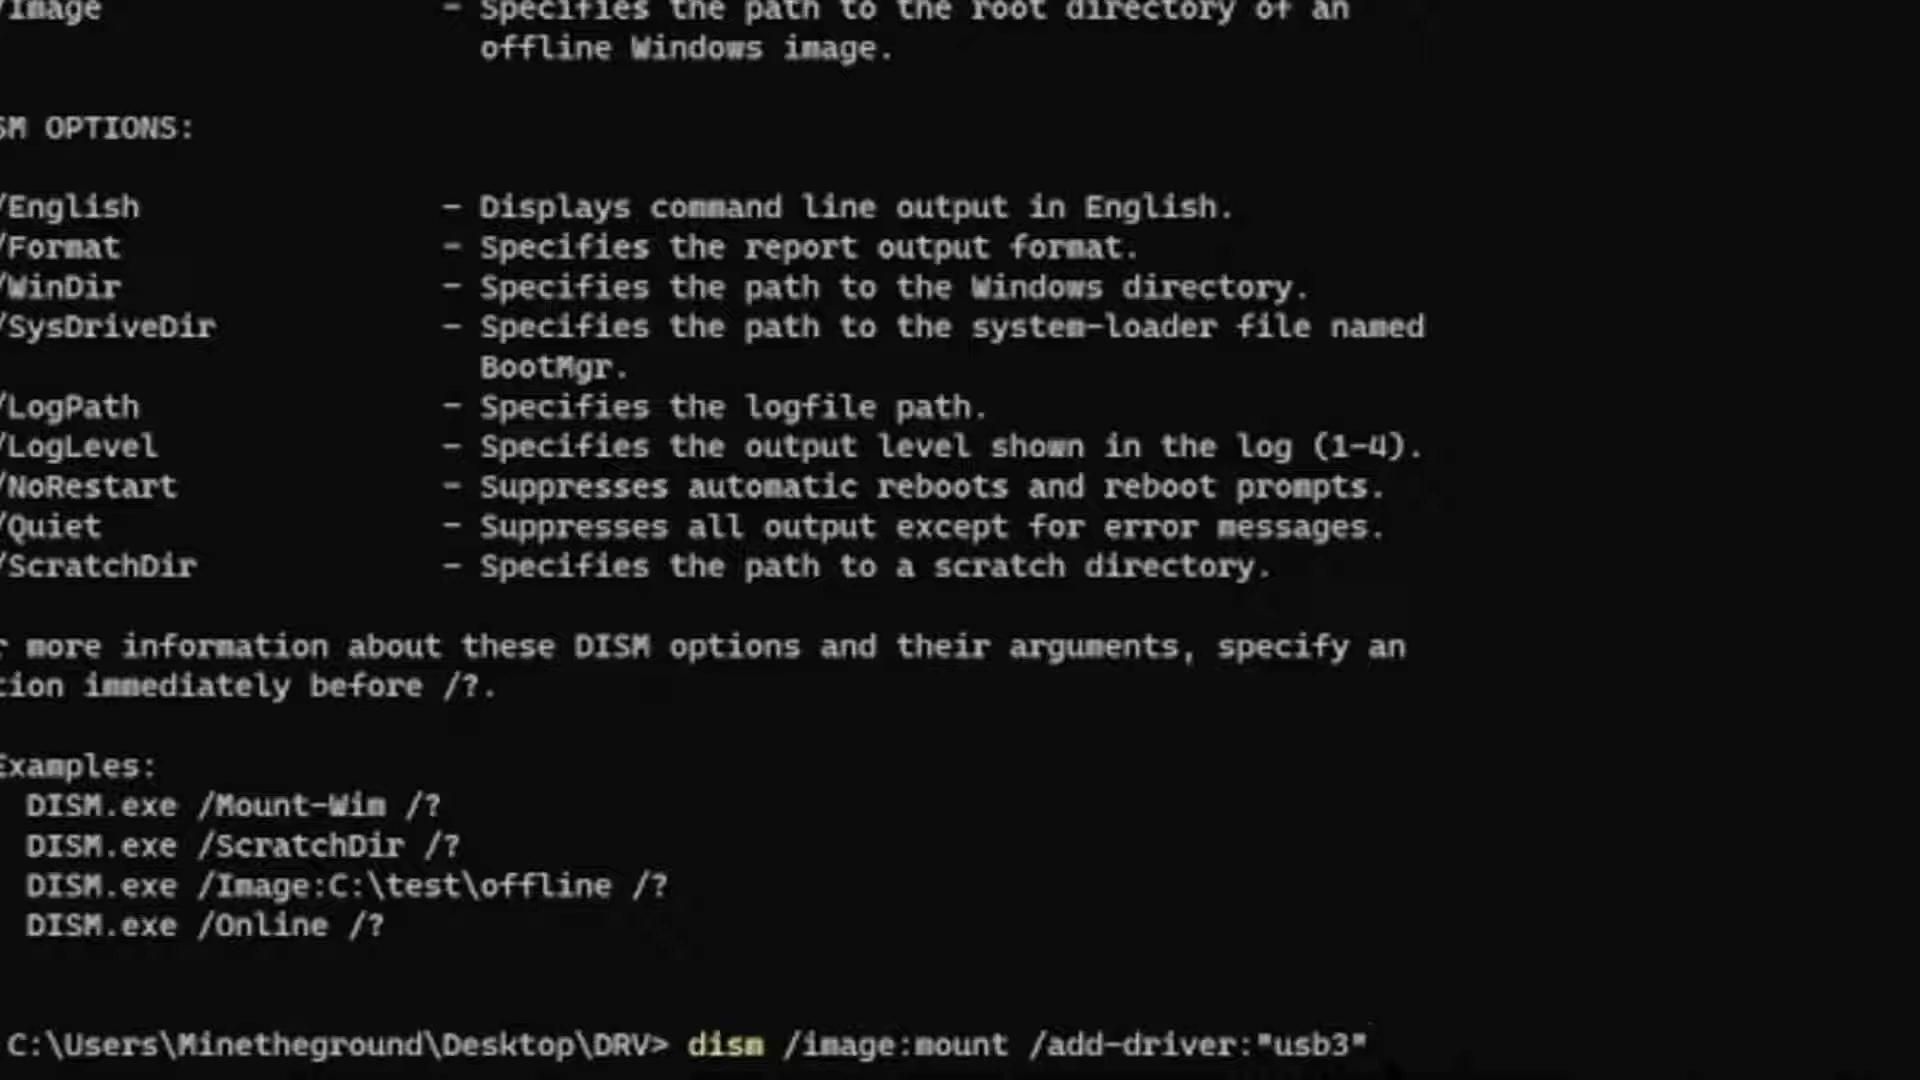 /Image - Specifies the path to the root directory of an
offline Windows image.
SM OPTIONS:
/English - Displays command line output in English.
/Format - Specifies the report output format.
/WinDir - Specifies the path to the Windows directory.
/SysDriveDir - Specifies the path to the system-loader file named
BootMgr.
/LogPath - Specifies the logfile path.
/LogLevel - Specifies the output level shown in the log (1-4).
/NoRestart - Suppresses automatic reboots and reboot prompts.
/Quiet - Suppresses all output except for error messages.
/ScratchDir - Specifies the path to a scratch directory.
r more information about these DISM options and their arguments, specify an
tion immediately before /?.
Examples:
DISM.exe /Mount-Wim /?
DISM.exe /ScratchDir /?
DISM.exe /Image:C:\test\offline /?
DISM.exe /Online /?
C:\Users\Minetheground\Desktop\DRV> dism /image:mount /add-driver:"usb3"